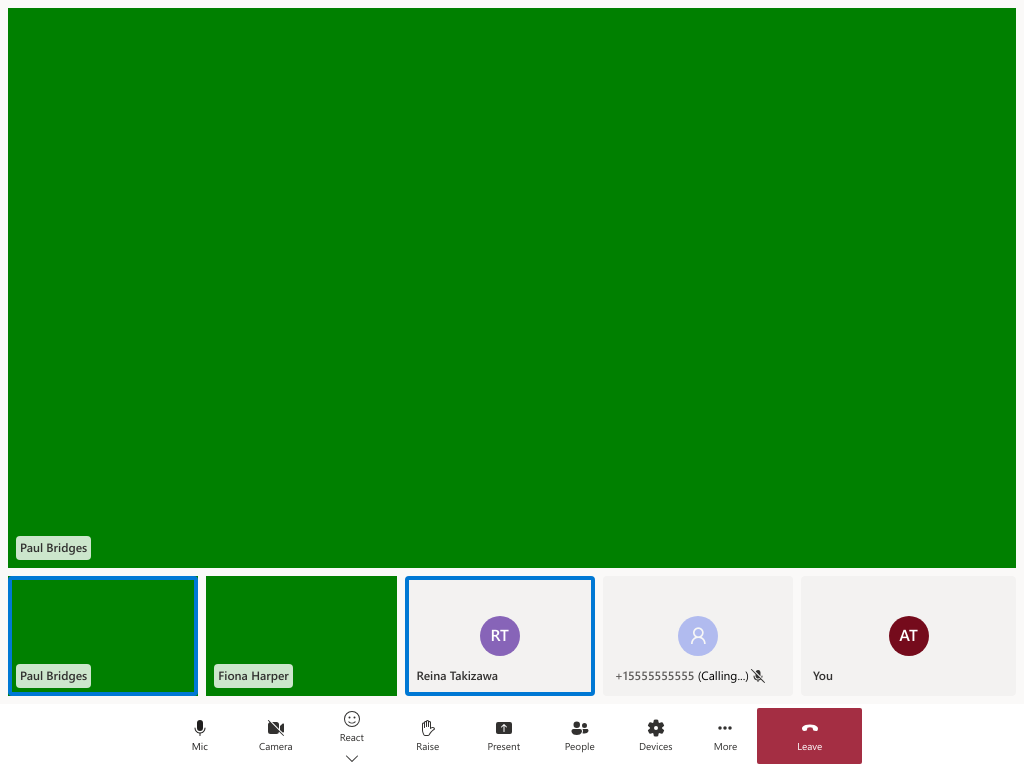 Paul Bridges
Paul Bridges
Fiona Harper
RT
Reina Takizawa
+15555555555 (Calling...)
AT
You
Mic
Camera
React
Raise
Present
People
Devices
More
Leave